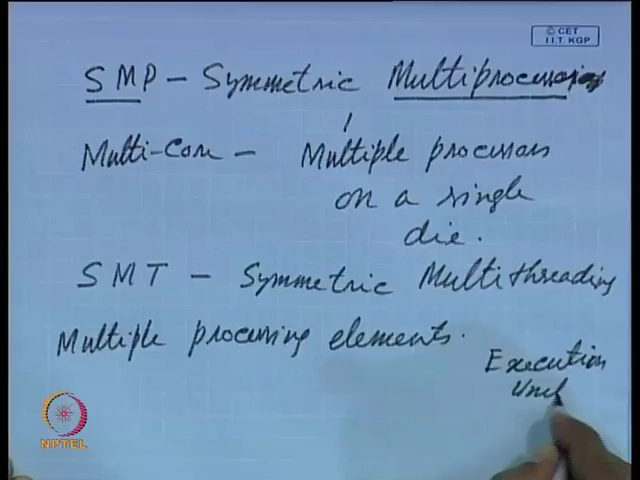 © CET
I.I.T. KGP
SMP – Symmetric Multiprocessing
Multi-Core – Multiple processors
on a single
die.
SMT – Symmetric Multithreading
Multiple processing elements.
Execution
Unit
NPTEL